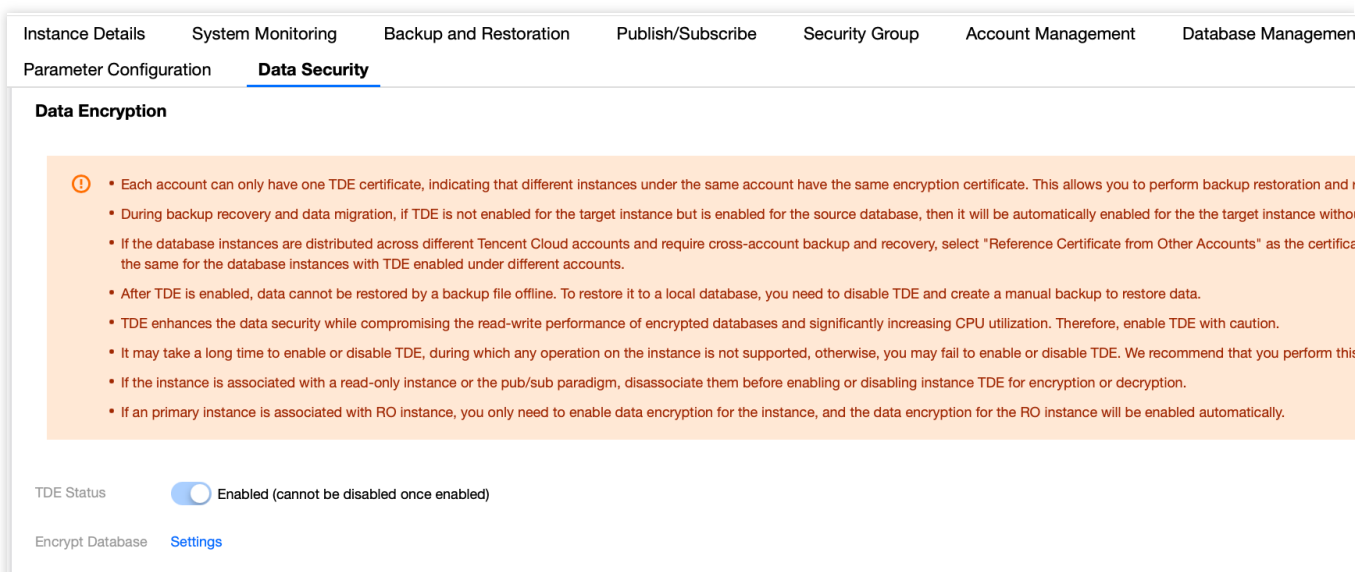 Instance Details System Monitoring Backup and Restoration Publish/Subscribe Security Group Account Management Database Managemen
Parameter Configuration Data Security
Data Encryption
• Each account can only have one TDE certificate, indicating that different instances under the same account have the same encryption certificate. This allows you to perform backup restoration and
• During backup recovery and data migration, if TDE is not enabled for the target instance but is enabled for the source database, then it will be automatically enabled for the the target instance withou
• If the database instances are distributed across different Tencent Cloud accounts and require cross-account backup and recovery, select "Reference Certificate from Other Accounts" as the certifica
the same for the database instances with TDE enabled under different accounts.
• After TDE is enabled, data cannot be restored by a backup file offline. To restore it to a local database, you need to disable TDE and create a manual backup to restore data.
• TDE enhances the data security while compromising the read-write performance of encrypted databases and significantly increasing CPU utilization. Therefore, enable TDE with caution.
• It may take a long time to enable or disable TDE, during which any operation on the instance is not supported, otherwise, you may fail to enable or disable TDE. We recommend that you perform this
• If the instance is associated with a read-only instance or the pub/sub paradigm, disassociate them before enabling or disabling instance TDE for encryption or decryption.
• If an primary instance is associated with RO instance, you only need to enable data encryption for the instance, and the data encryption for the RO instance will be enabled automatically.
TDE Status Enabled (cannot be disabled once enabled)
Encrypt Database Settings